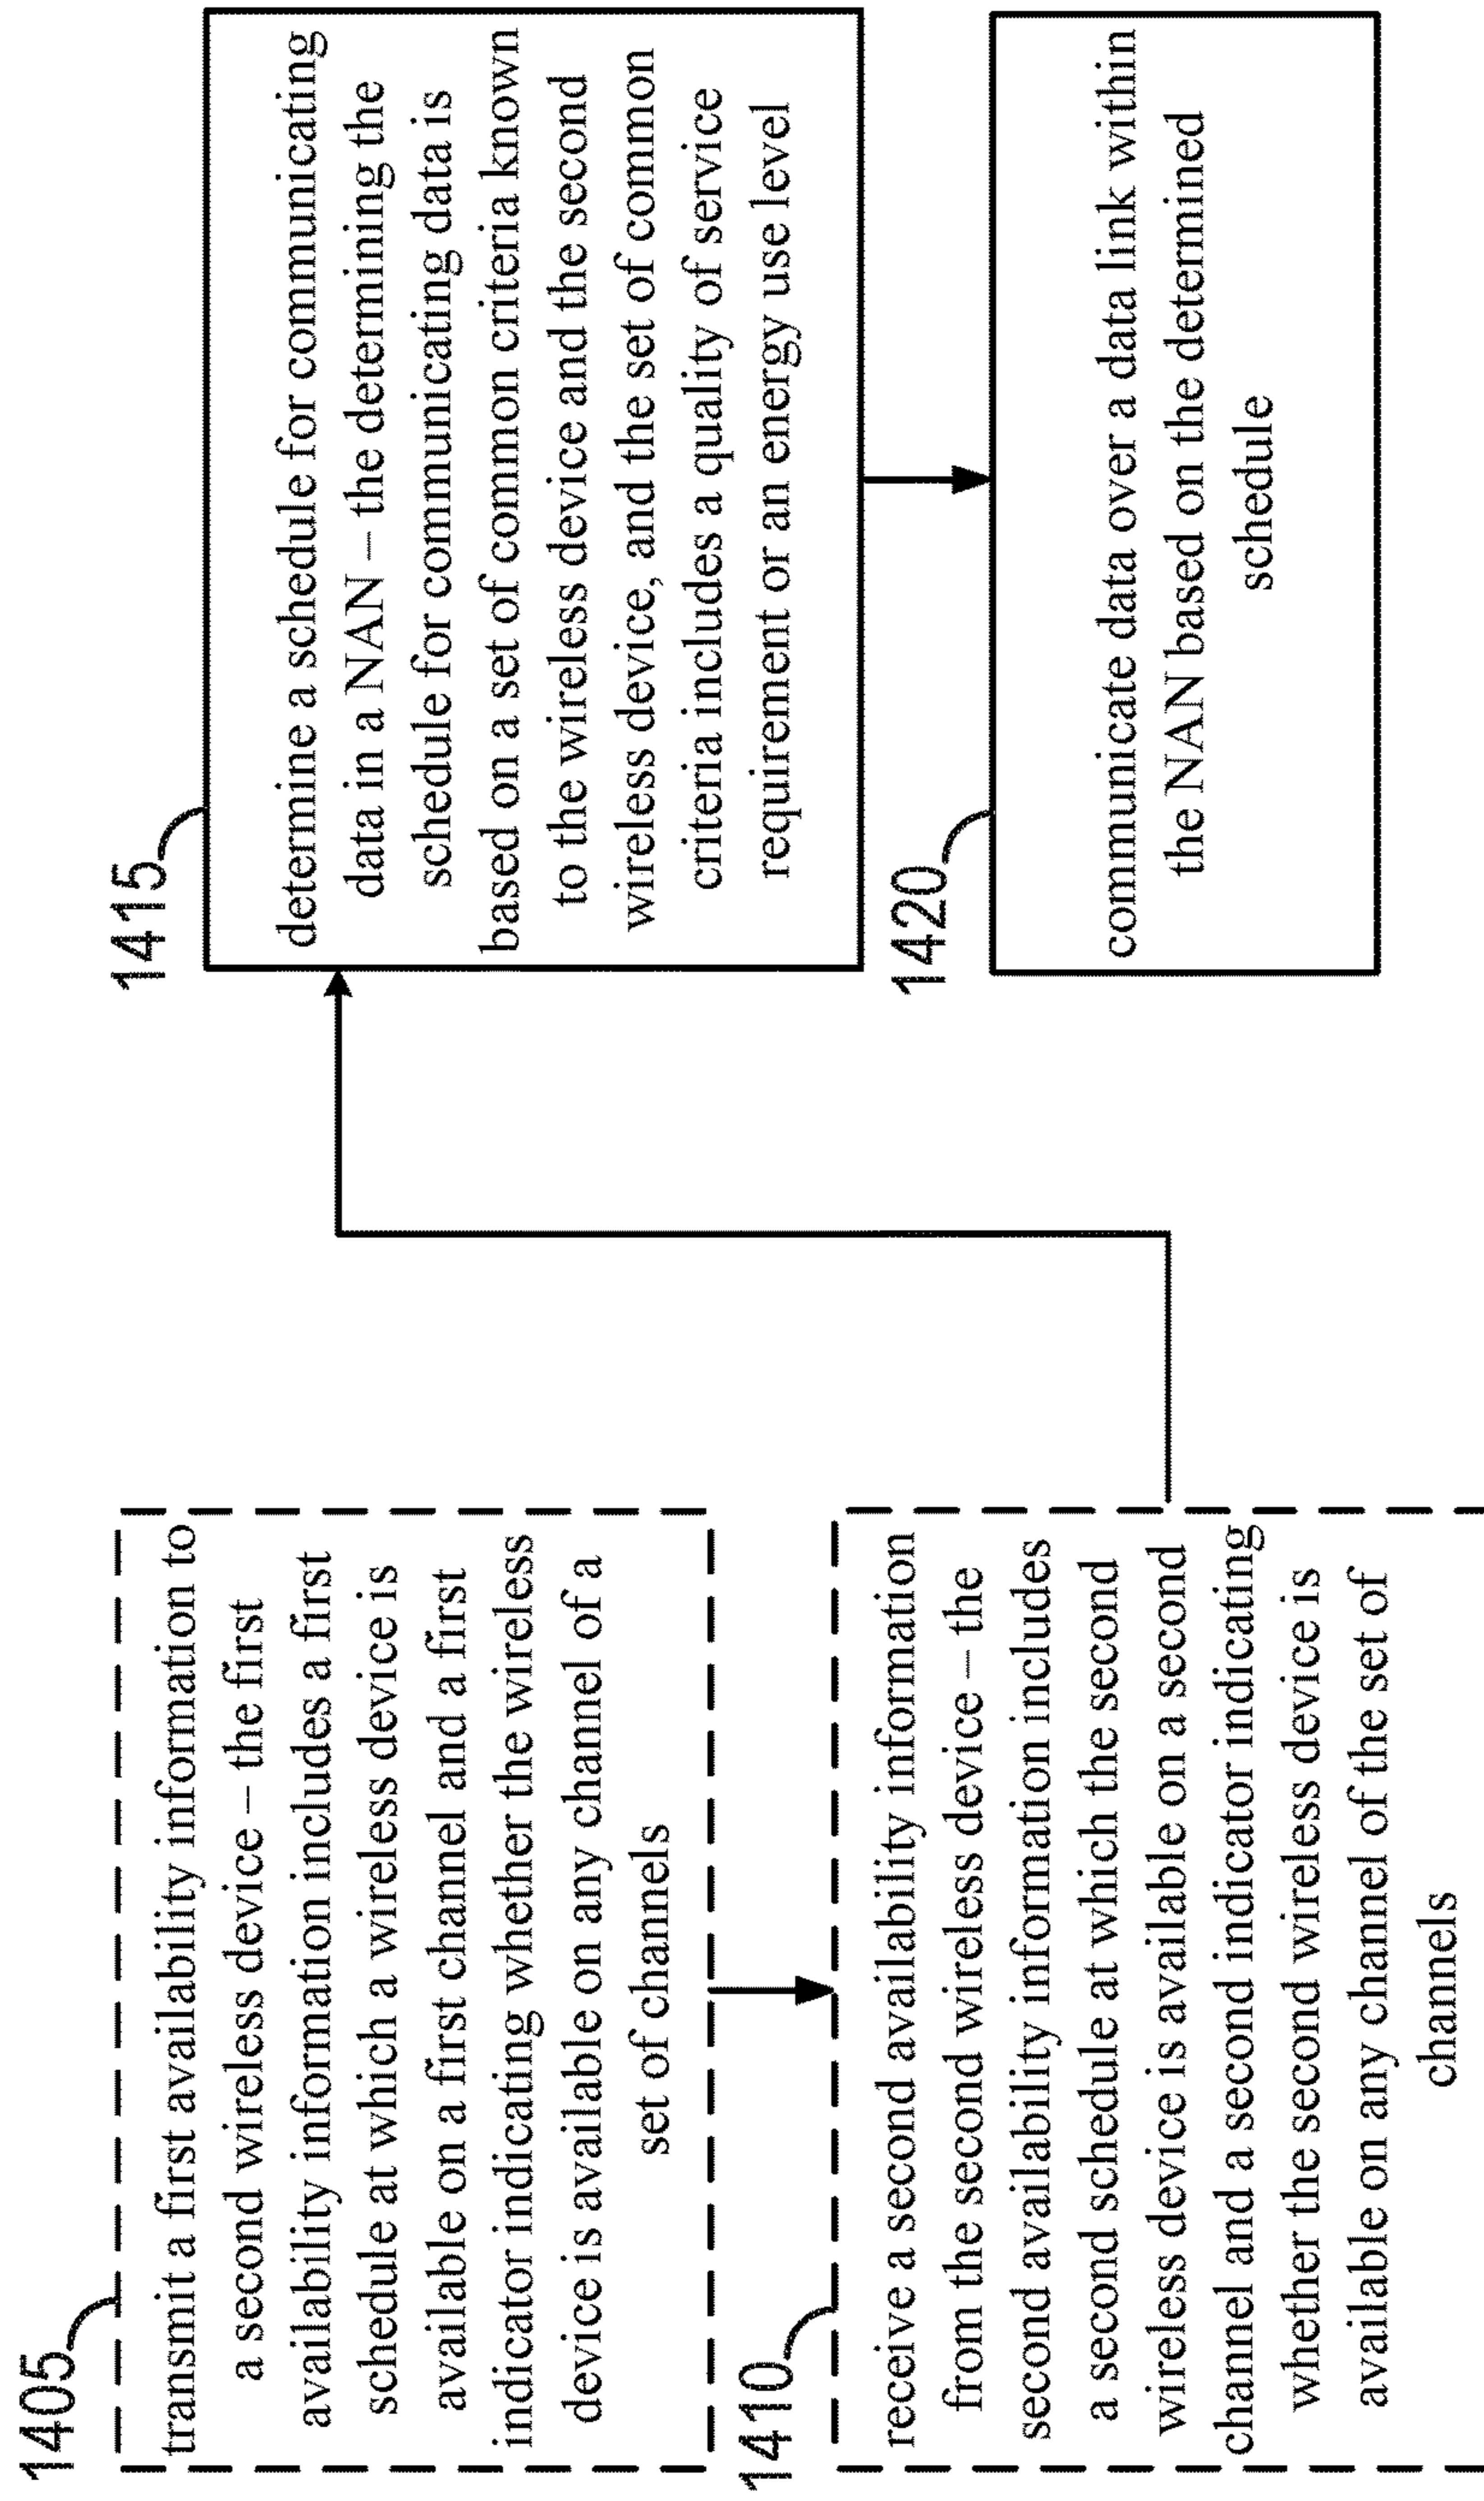 1405
transmit a first availability information to
a second wireless device – the first
availability information includes a first
schedule at which a wireless device is
available on a first channel and a first
indicator indicating whether the wireless
device is available on any channel of a
set of channels
1410
receive a second availability information
from the second wireless device – the
second availability information includes
a second schedule at which the second
wireless device is available on a second
channel and a second indicator indicating
whether the second wireless device is
available on any channel of the set of
channels
1415
determine a schedule for communicating
data in a NAN – the determining the
schedule for communicating data is
based on a set of common criteria known
to the wireless device and the second
wireless device, and the set of common
criteria includes a quality of service
requirement or an energy use level
1420
communicate data over a data link within
the NAN based on the determined
schedule